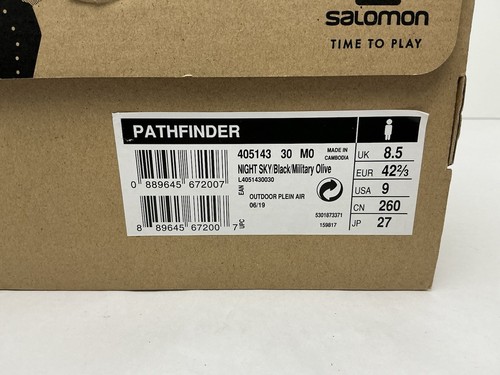 salomon
TIME TO PLAY
PATHFINDER
405143 30 M0
MADE IN
CAMBODIA
NIGHT SKY/Black/Military Olive
L4051430030
0 889645 672007
EAN
OUTDOOR PLEIN AIR
06/19
5301873371
159817
8 89645 67200 7
UPC
UK 8.5
EUR 42⅔
USA 9
CN 260
JP 27